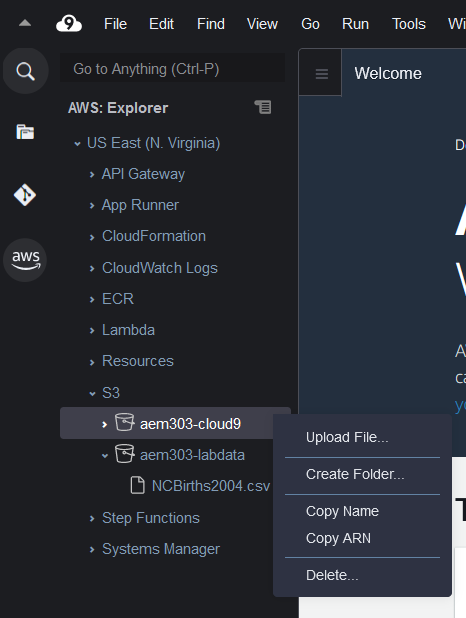 9
File Edit Find View Go Run Tools Wi
Go to Anything (Ctrl-P)
Welcome
AWS: Explorer
US East (N. Virginia)
API Gateway
App Runner
CloudFormation
CloudWatch Logs
ECR
Lambda
Resources
S3
aem303-cloud9
aem303-labdata
NCBirths2004.csv
Step Functions
Systems Manager
aws
Upload File...
Create Folder...
Copy Name
Copy ARN
Delete...